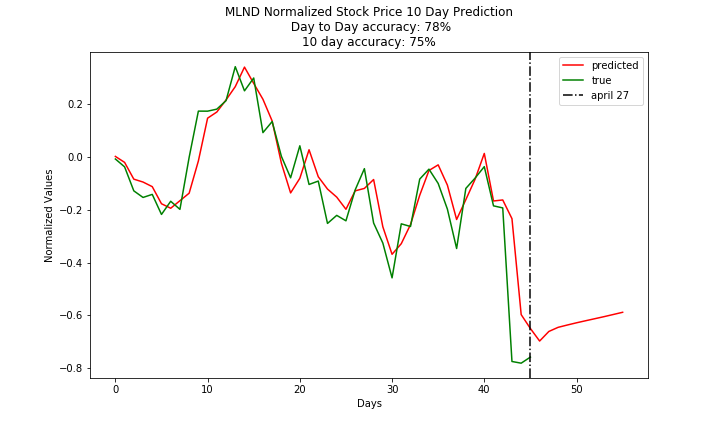 MLND Normalized Stock Price 10 Day Prediction
Day to Day accuracy: 78%
10 day accuracy: 75%
predicted
true
april 27
Normalized Values
0.2
0.0
−0.2
−0.4
−0.6
−0.8
0
10
20
30
40
50
Days